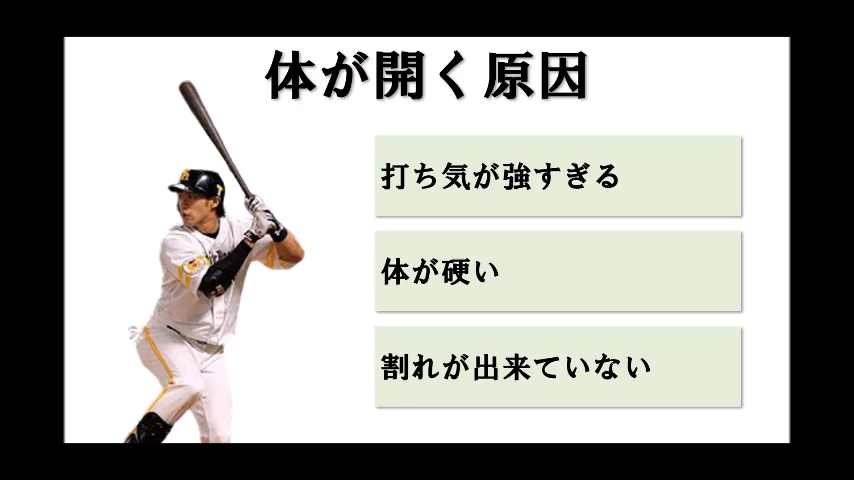 体が開く原因
打ち気が強すぎる
体が硬い
割れが出来ていない